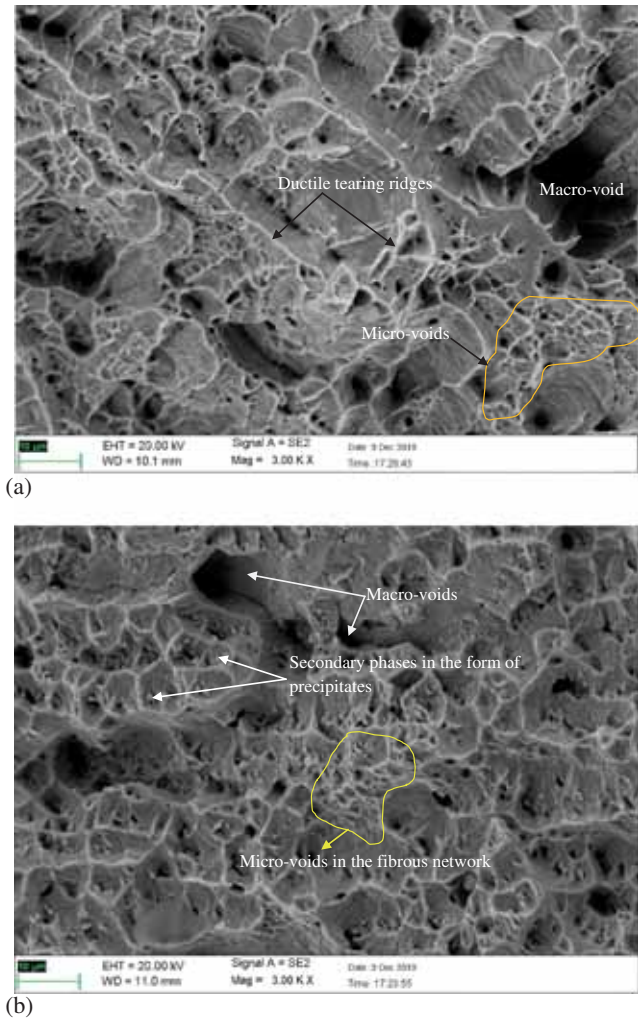 Ductile tearing ridges
Macro-void
Micro-voids
EHT = 20.00 kV Signal A = SE2
WD = 10.1 mm Mag = 3.00 K X
(a)
Macro-voids
Secondary phases in the form of
precipitates
Micro-voids in the fibrous network
EHT = 20.00 kV Signal A = SE2
WD = 11.0 mm Mag = 3.00 K X
(b)